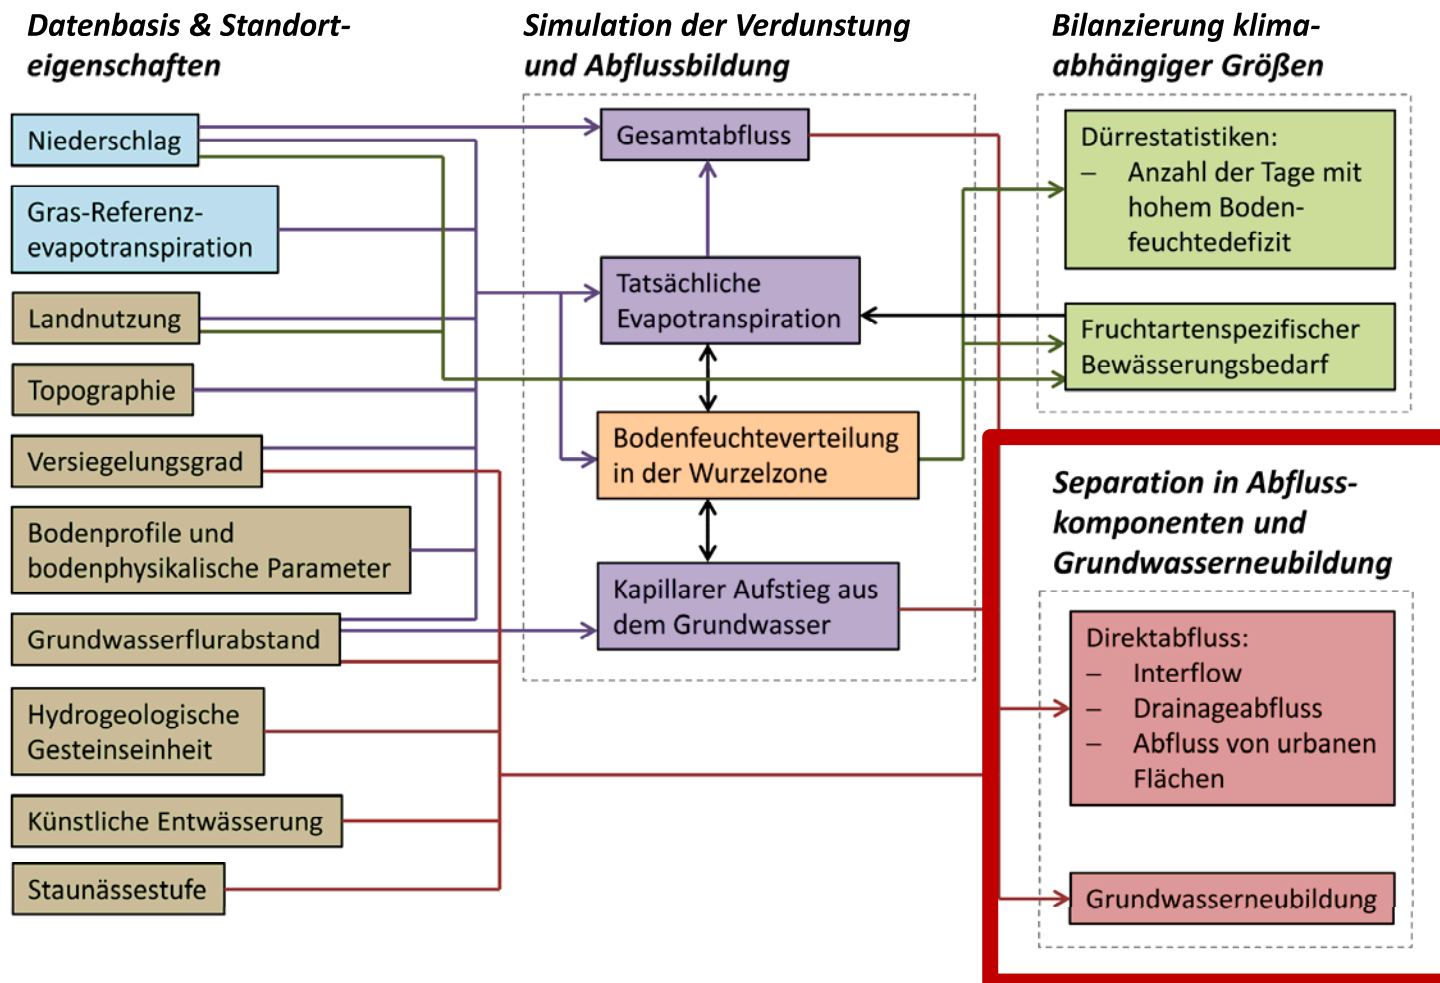 Datenbasis & Standort-
eigenschaften
Niederschlag
Gras-Referenz-
evapotranspiration
Landnutzung
Topographie
Versiegelungsgrad
Bodenprofile und
bodenphysikalische Parameter
Grundwasserflurabstand
Hydrogeologische
Gesteinseinheit
Künstliche Entwässerung
Staunässestufe
Simulation der Verdunstung
und Abflussbildung
Gesamtabfluss
Tatsächliche
Evapotranspiration
Bodenfeuchteverteilung
in der Wurzelzone
Kapillarer Aufstieg aus
dem Grundwasser
Bilanzierung klima-
abhängiger Größen
Dürrestatistiken:
– Anzahl der Tage mit
hohem Boden-
feuchtedefizit
Fruchtartenspezifischer
Bewässerungsbedarf
Separation in Abfluss-
komponenten und
Grundwasserneubildung
Direktabfluss:
– Interflow
– Drainageabfluss
– Abfluss von urbanen
Flächen
Grundwasserneubildung